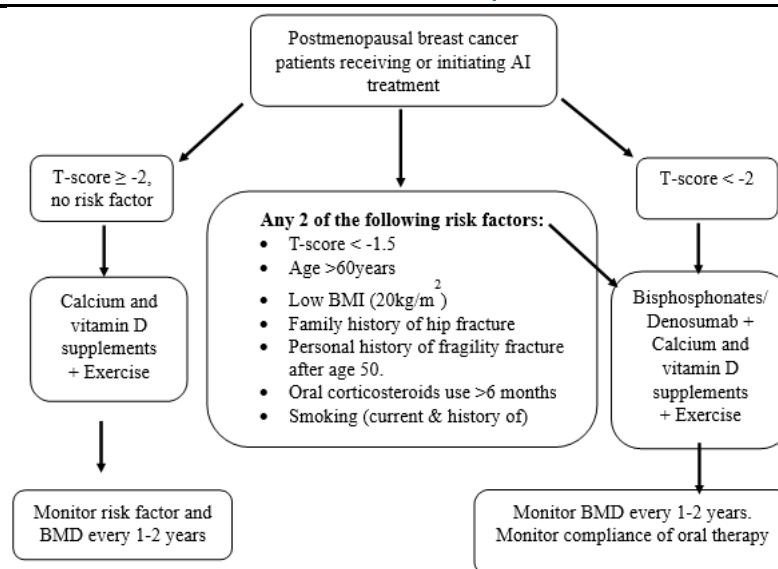 Postmenopausal breast cancer
patients receiving or initiating AI
treatment
T-score ≥ -2,
no risk factor
T-score < -2
Any 2 of the following risk factors:
• T-score < -1.5
• Age >60years
• Low BMI (20kg/m²)
• Family history of hip fracture
• Personal history of fragility fracture
after age 50.
• Oral corticosteroids use >6 months
• Smoking (current & history of)
Calcium and
vitamin D
supplements
+ Exercise
Bisphosphonates/
Denosumab +
Calcium and
vitamin D
supplements
+ Exercise
Monitor risk factor and
BMD every 1-2 years
Monitor BMD every 1-2 years.
Monitor compliance of oral therapy